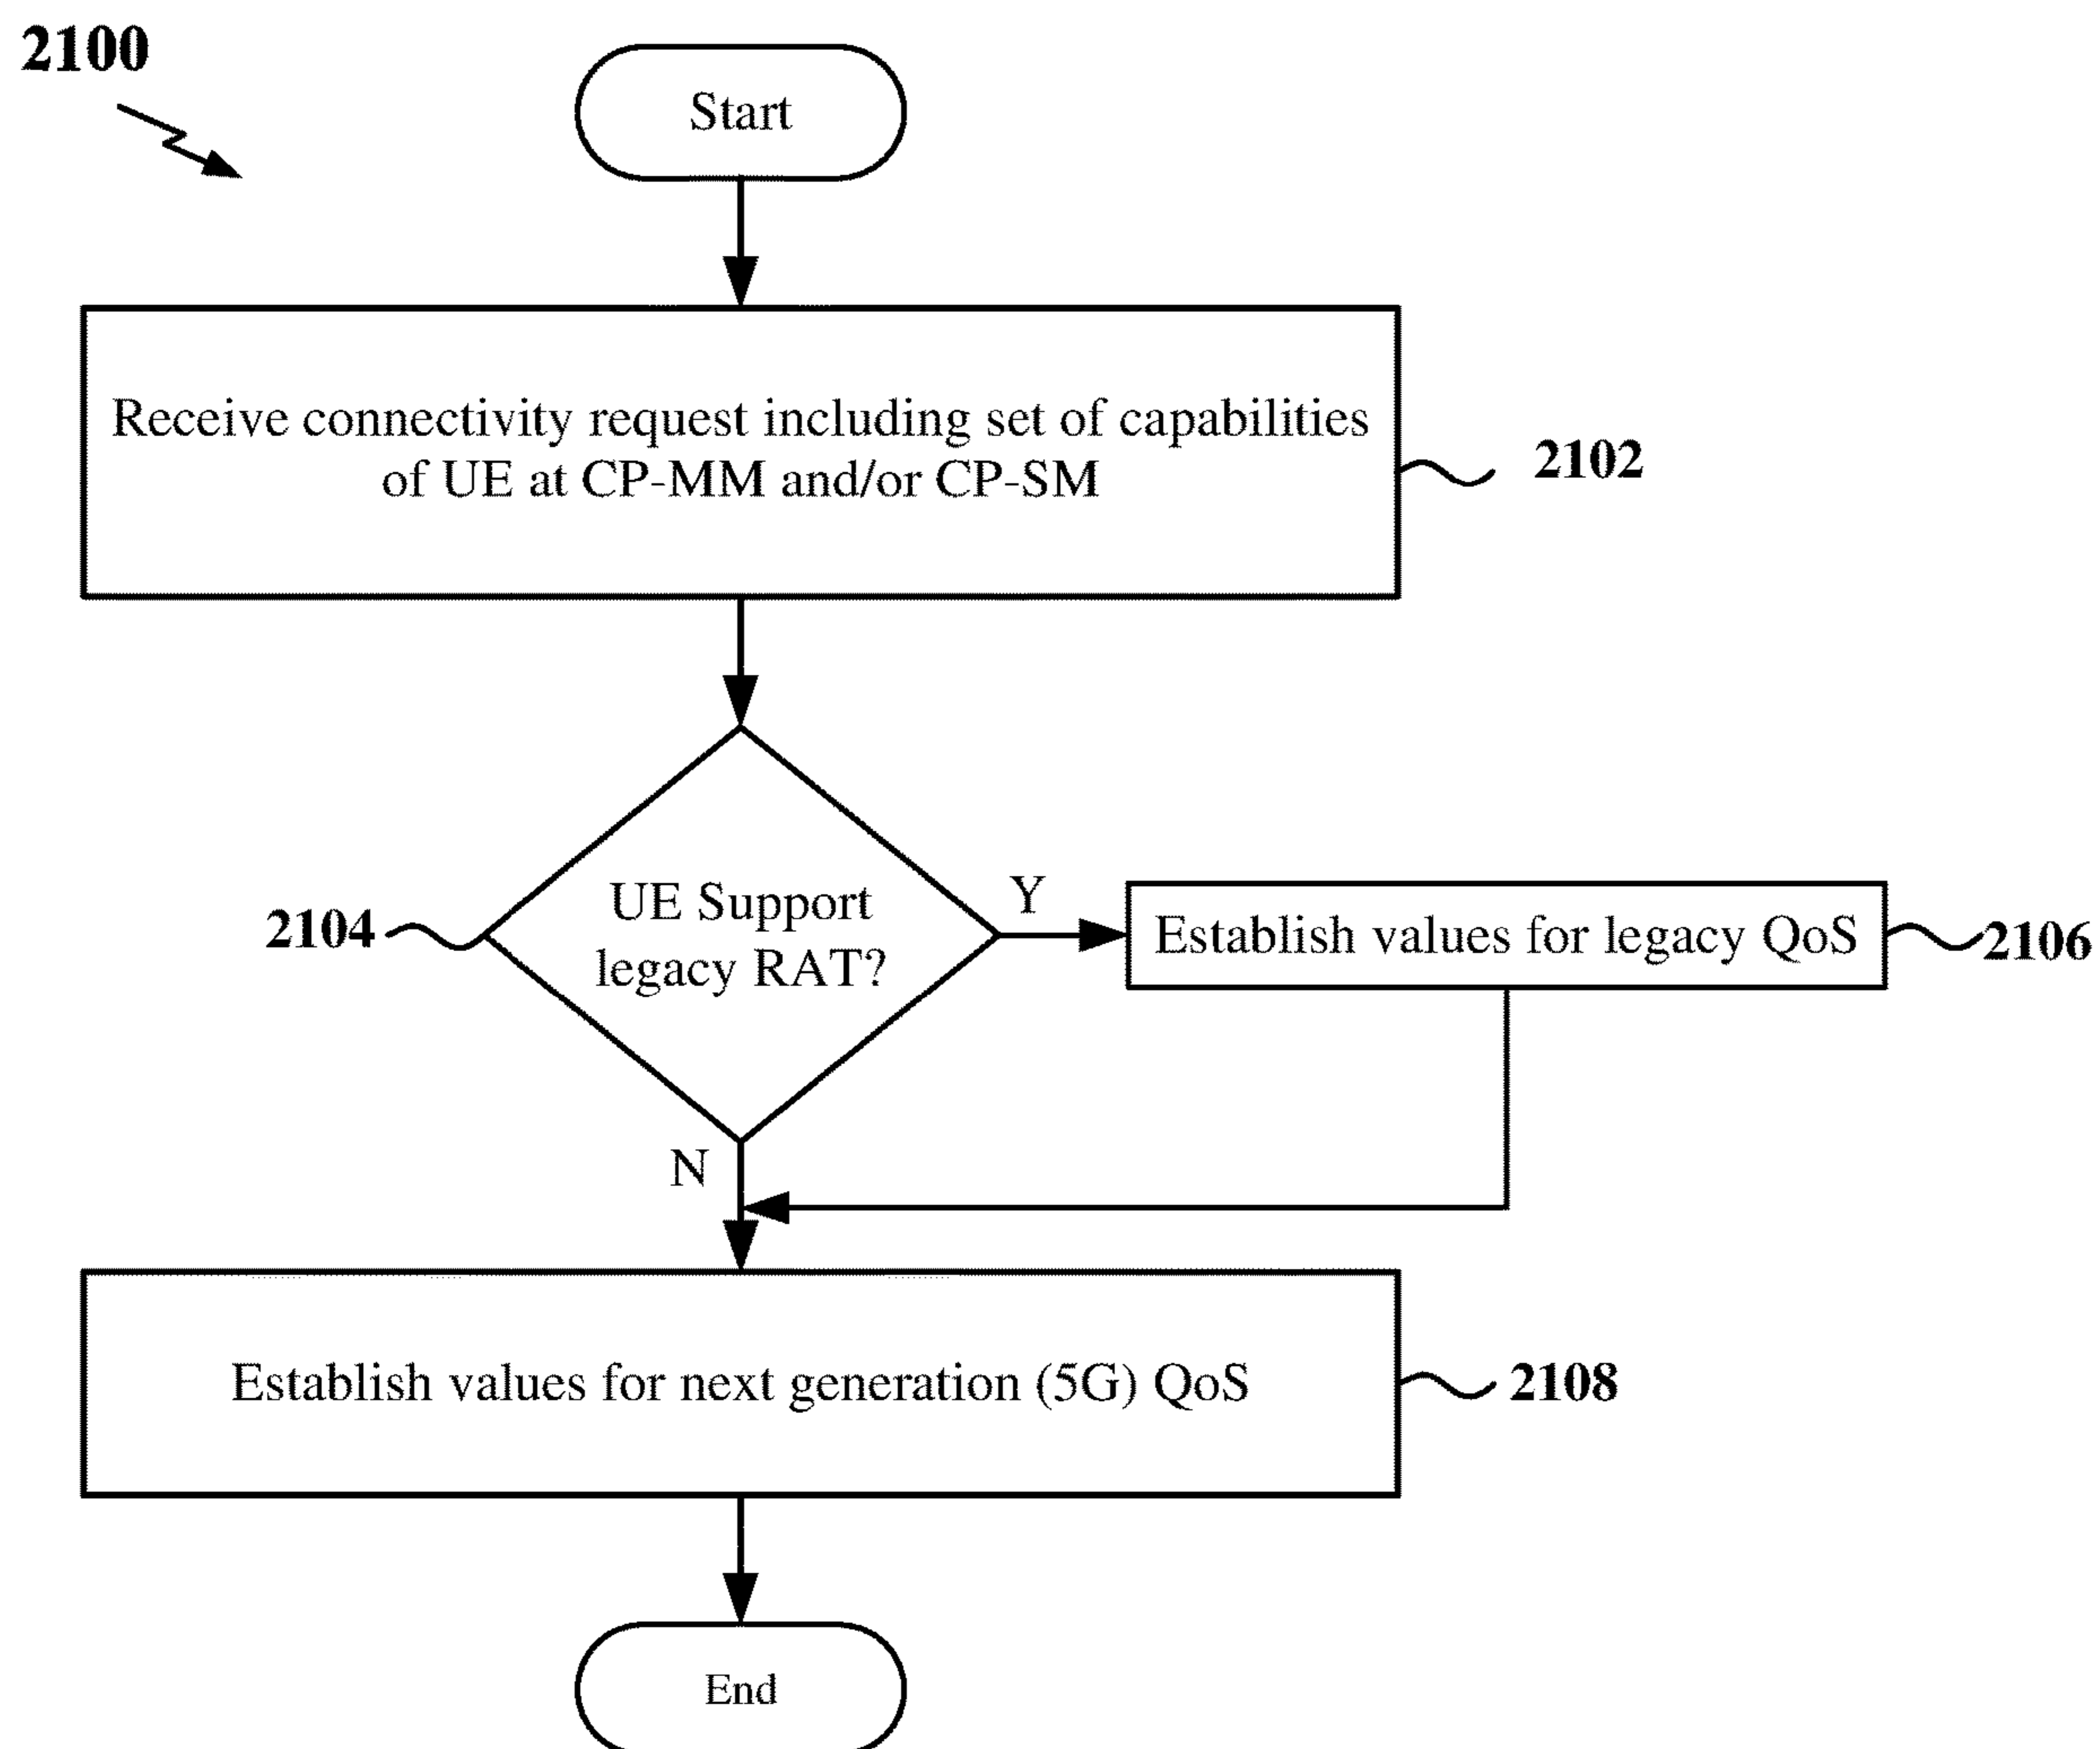 2100
Start
Receive connectivity request including set of capabilities
of UE at CP-MM and/or CP-SM
2102
UE Support
legacy RAT?
2104
Y
Establish values for legacy QoS
2106
N
Establish values for next generation (5G) QoS
2108
End